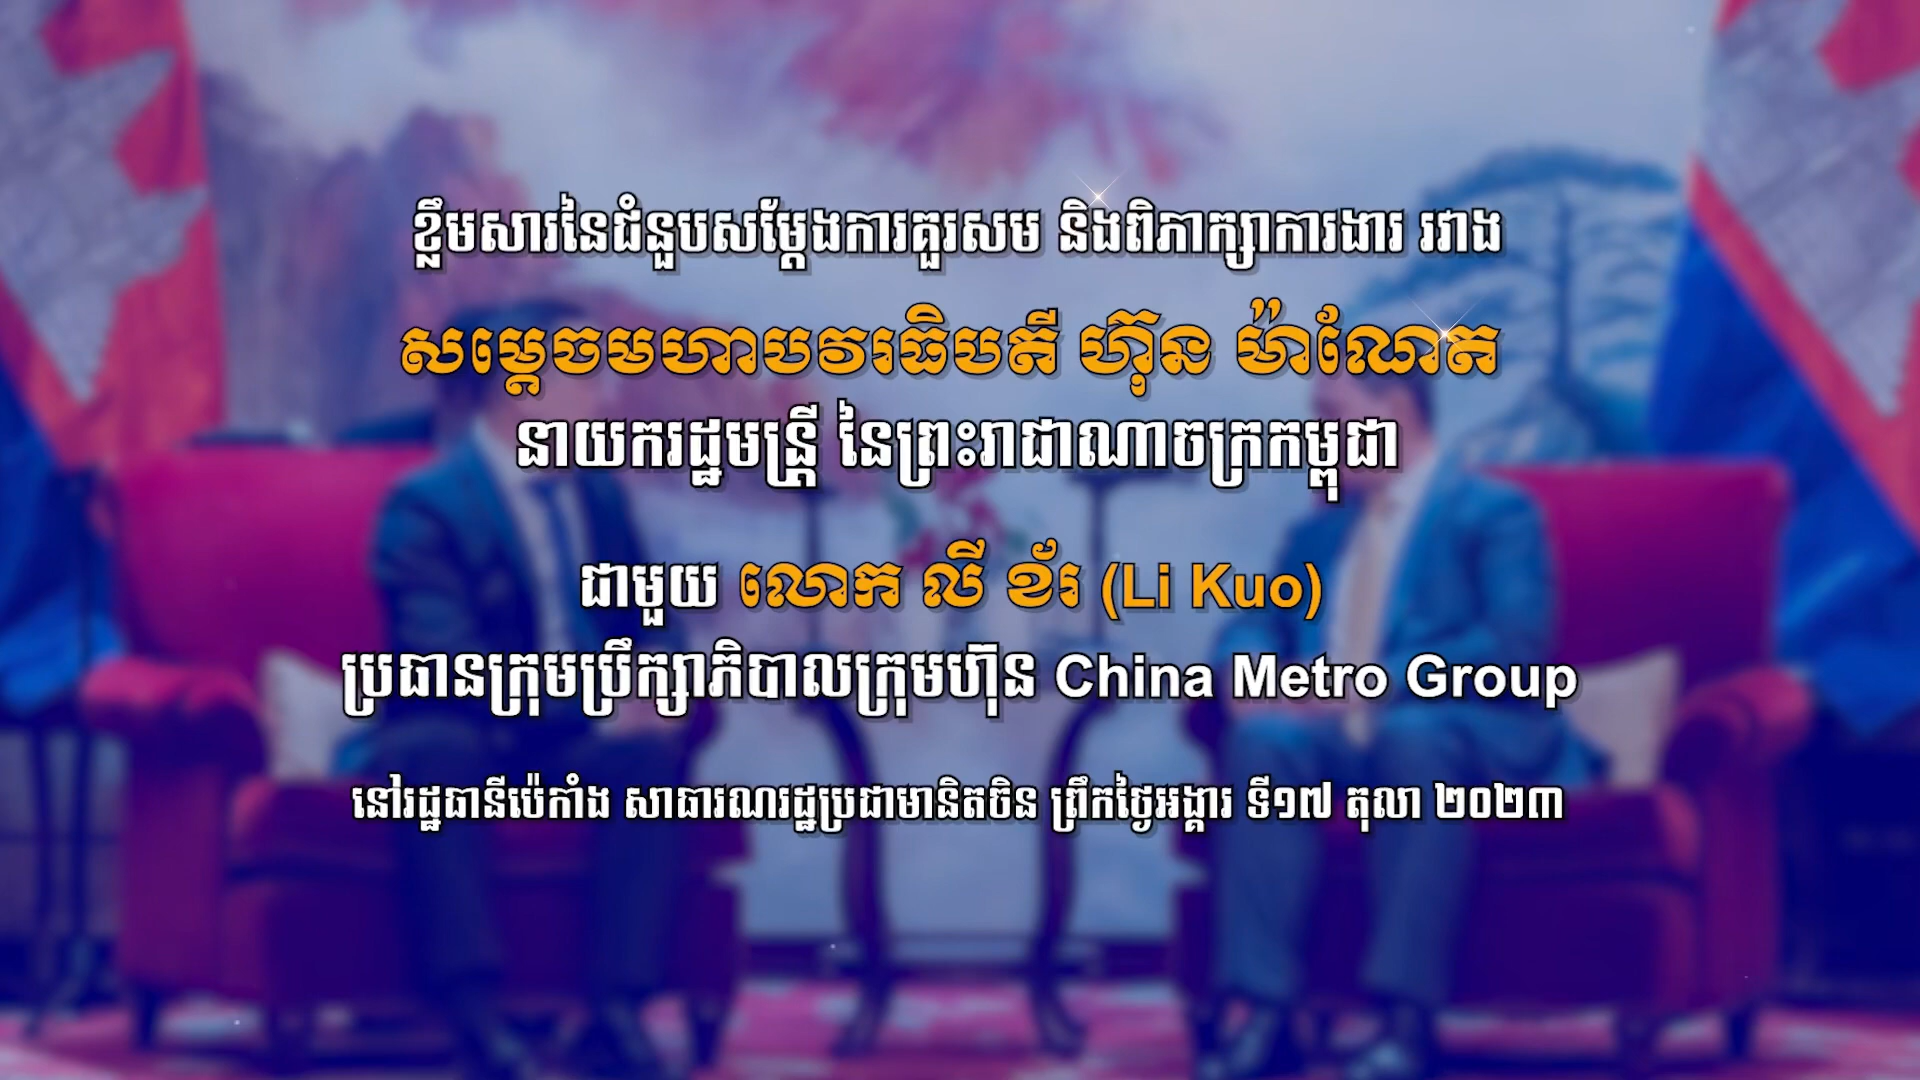 ខ្លឹមសារនៃជំនួបសម្តែងការគួរសម និងពិភាក្សាការងារ រវាង
សម្តេចមហាបវរធិបតី ហ៊ុន ម៉ាណែត
នាយករដ្ឋមន្ត្រី នៃព្រះរាជាណាចក្រកម្ពុជា
ជាមួយ លោក លី ខ័រ (Li Kuo)
ប្រធានក្រុមប្រឹក្សាភិបាលក្រុមហ៊ុន China Metro Group
នៅរដ្ឋធានីប៉េកាំង សាធារណរដ្ឋប្រជាមានិតចិន ព្រឹកថ្ងៃអង្គារ ទី១៧ តុលា ២០២៣